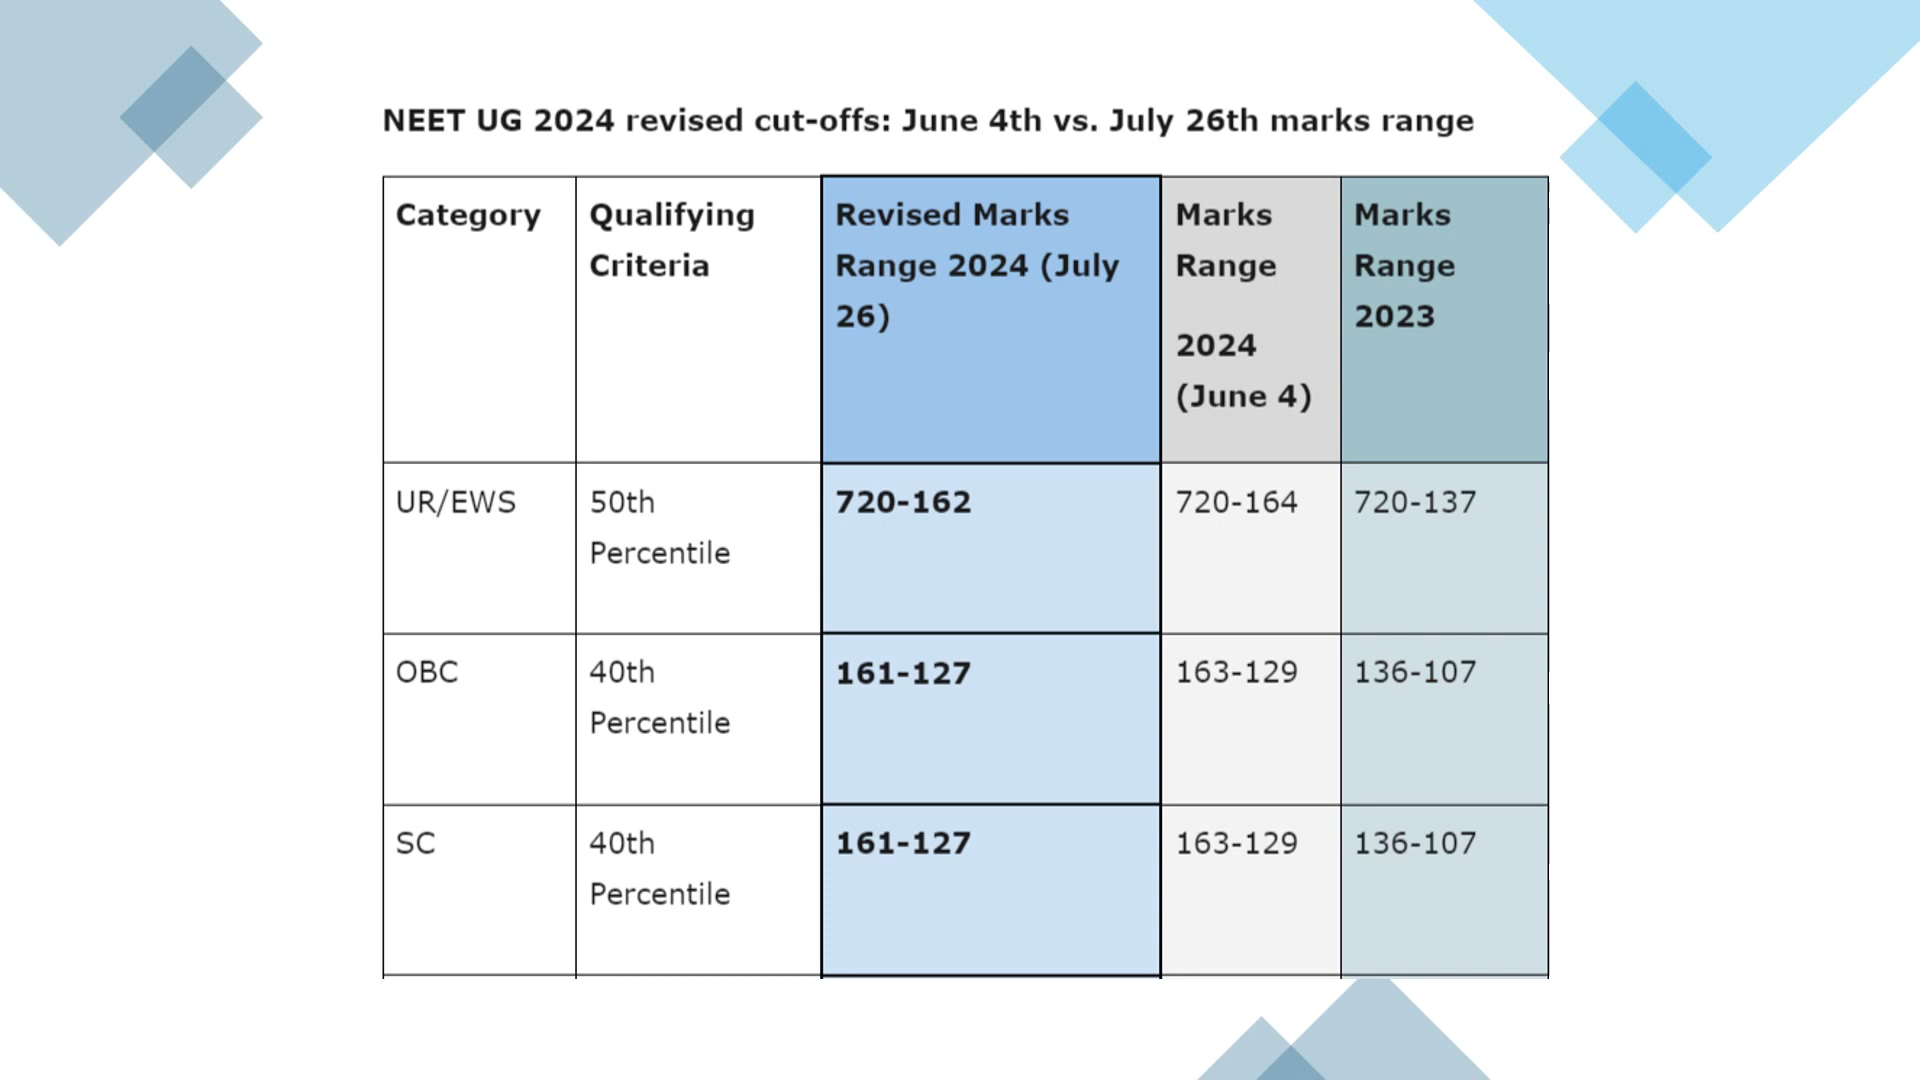 NEET UG 2024 revised cut-offs: June 4th vs. July 26th marks range
Category
Qualifying
Criteria
Revised Marks
Range 2024 (July
26)
Marks
Range
2024
(June 4)
Marks
Range
2023
UR/EWS
50th
Percentile
720-162
720-164
720-137
OBC
40th
Percentile
161-127
163-129
136-107
SC
40th
Percentile
161-127
163-129
136-107